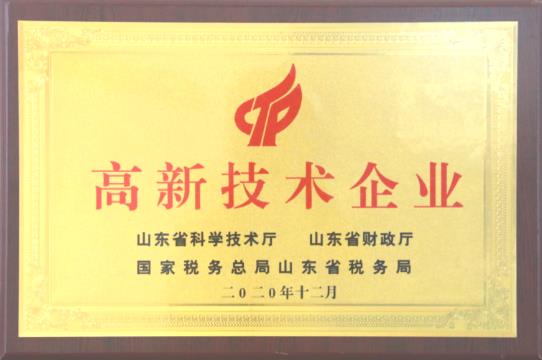 高新技术企业
山东省科学技术厅 山东省财政厅
国家税务总局山东省税务局
二0二0年十二月